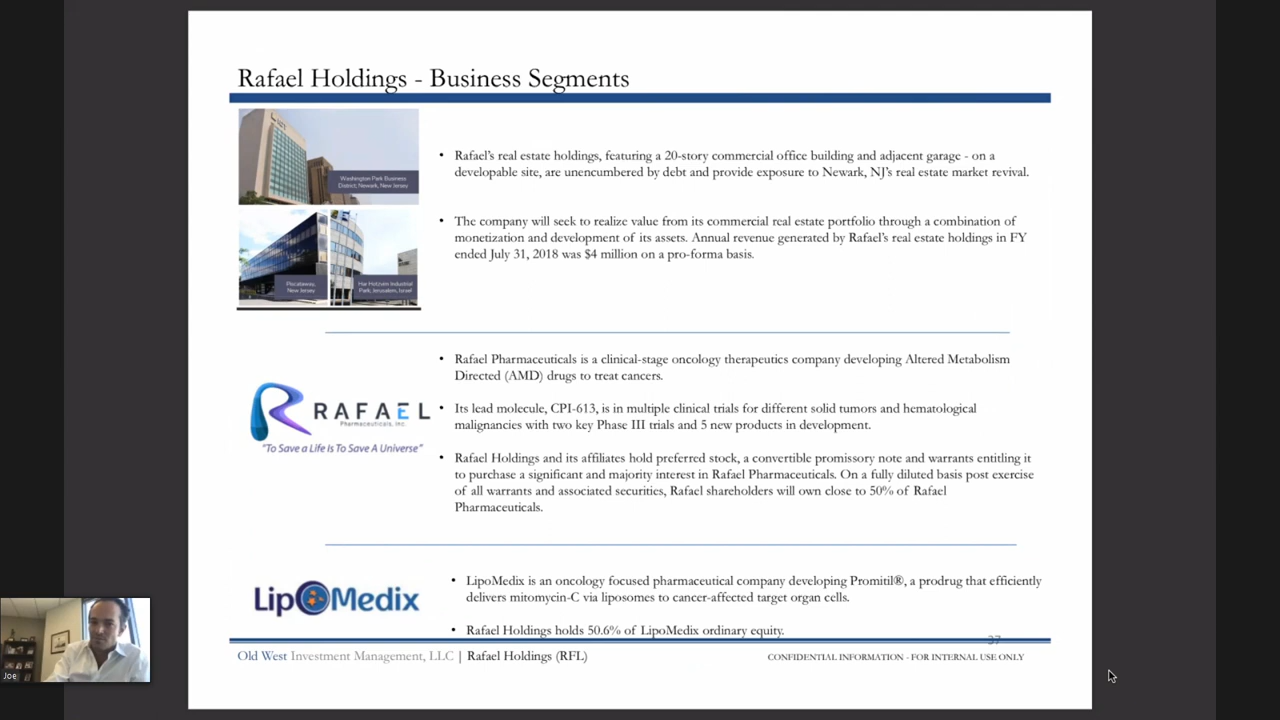 Rafael Holdings - Business Segments
Washington Park Business
District, Newark, New Jersey
Piscataway,
New Jersey
Har Hotzvim Industrial
Park, Jerusalem, Israel
• Rafael's real estate holdings, featuring a 20-story commercial office building and adjacent garage - on a
developable site, are unencumbered by debt and provide exposure to Newark, NJ's real estate market revival.
• The company will seek to realize value from its commercial real estate portfolio through a combination of
monetization and development of its assets. Annual revenue generated by Rafael's real estate holdings in FY
ended July 31, 2018 was $4 million on a pro-forma basis.
RAFAEL
Pharmaceuticals, Inc.
"To Save a Life Is To Save A Universe"
• Rafael Pharmaceuticals is a clinical-stage oncology therapeutics company developing Altered Metabolism
Directed (AMD) drugs to treat cancers.
• Its lead molecule, CPI-613, is in multiple clinical trials for different solid tumors and hematological
malignancies with two key Phase III trials and 5 new products in development.
• Rafael Holdings and its affiliates hold preferred stock, a convertible promissory note and warrants entitling it
to purchase a significant and majority interest in Rafael Pharmaceuticals. On a fully diluted basis post exercise
of all warrants and associated securities, Rafael shareholders will own close to 50% of Rafael
Pharmaceuticals.
LipoMedix
• LipoMedix is an oncology focused pharmaceutical company developing Promitil®, a prodrug that efficiently
delivers mitomycin-C via liposomes to cancer-affected target organ cells.
• Rafael Holdings holds 50.6% of LipoMedix ordinary equity.
37
Old West Investment Management, LLC | Rafael Holdings (RFL)
CONFIDENTIAL INFORMATION - FOR INTERNAL USE ONLY
Joe